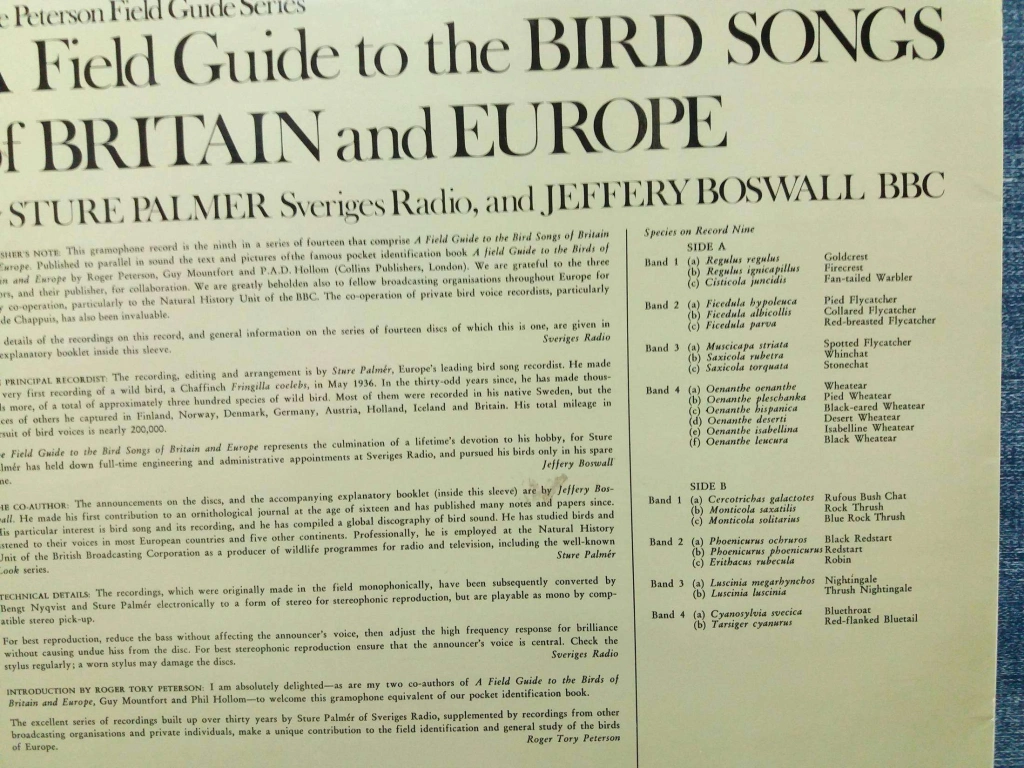 e Peterson Field Guide Series
A Field Guide to the BIRD SONGS
of BRITAIN and EUROPE
STURE PALMER Sveriges Radio, and JEFFERY BOSWALL BBC
SHER'S NOTE: This gramophone record is the ninth in a series of fourteen that comprise A Field Guide to the Bird Songs of Britain
Europe. Published to parallel in sound the text and pictures of the famous pocket identification book A field Guide to the Birds of
in and Europe by Roger Peterson, Guy Mountfort and P.A.D. Hollom (Collins Publishers, London). We are grateful to the three
ors, and their publisher, for collaboration. We are greatly beholden also to fellow broadcasting organisations throughout Europe for
y co-operation, particularly to the Natural History Unit of the BBC. The co-operation of private bird voice recordists, particularly
de Chappuis, has also been invaluable.
details of the recordings on this record, and general information on the series of fourteen discs of which this is one, are given in
explanatory booklet inside this sleeve.
Sveriges Radio
PRINCIPAL RECORDIST: The recording, editing and arrangement is by Sture Palmér, Europe's leading bird song recordist. He made
very first recording of a wild bird, a Chaffinch Fringilla coelebs, in May 1936. In the thirty-odd years since, he has made thous-
s more, of a total of approximately three hundred species of wild bird. Most of them were recorded in his native Sweden, but the
ces of others he captured in Finland, Norway, Denmark, Germany, Austria, Holland, Iceland and Britain. His total mileage in
rsuit of bird voices is nearly 200,000.
e Field Guide to the Bird Songs of Britain and Europe represents the culmination of a lifetime's devotion to his hobby, for Sture
lmér has held down full-time engineering and administrative appointments at Sveriges Radio, and pursued his birds only in his spare
me.
Jeffery Boswall
HE CO-AUTHOR: The announcements on the discs, and the accompanying explanatory booklet (inside this sleeve) are by Jeffery Bos-
all. He made his first contribution to an ornithological journal at the age of sixteen and has published many notes and papers since.
His particular interest is bird song and its recording, and he has compiled a global discography of bird sound. He has studied birds and
stened to their voices in most European countries and five other continents. Professionally, he is employed at the Natural History
Unit of the British Broadcasting Corporation as a producer of wildlife programmes for radio and television, including the well-known
Look series.
Sture Palmér
TECHNICAL DETAILS: The recordings, which were originally made in the field monophonically, have been subsequently converted by
Bengt Nyqvist and Sture Palmér electronically to a form of stereo for stereophonic reproduction, but are playable as mono by comp-
atible stereo pick-up.
For best reproduction, reduce the bass without affecting the announcer's voice, then adjust the high frequency response for brilliance
without causing undue hiss from the disc. For best stereophonic reproduction ensure that the announcer's voice is central. Check the
stylus regularly; a worn stylus may damage the discs.
Sveriges Radio
INTRODUCTION BY ROGER TORY PETERSON: I am absolutely delighted—as are my two co-authors of A Field Guide to the Birds of
Britain and Europe, Guy Mountfort and Phil Hollom—to welcome this gramophone equivalent of our pocket identification book.
The excellent series of recordings built up over thirty years by Sture Palmér of Sveriges Radio, supplemented by recordings from other
broadcasting organisations and private individuals, make a unique contribution to the field identification and general study of the birds
of Europe.
Roger Tory Peterson
Species on Record Nine
SIDE A
Band 1 (a) Regulus regulus Goldcrest
(b) Regulus ignicapillus Firecrest
(c) Cisticola juncidis Fan-tailed Warbler
Band 2 (a) Ficedula hypoleuca Pied Flycatcher
(b) Ficedula albicollis Collared Flycatcher
(c) Ficedula parva Red-breasted Flycatcher
Band 3 (a) Muscicapa striata Spotted Flycatcher
(b) Saxicola rubetra Whinchat
(c) Saxicola torquata Stonechat
Band 4 (a) Oenanthe oenanthe Wheatear
(b) Oenanthe pleschanka Pied Wheatear
(c) Oenanthe hispanica Black-eared Wheatear
(d) Oenanthe deserti Desert Wheatear
(e) Oenanthe isabellina Isabelline Wheatear
(f) Oenanthe leucura Black Wheatear
SIDE B
Band 1 (a) Cercotrichas galactotes Rufous Bush Chat
(b) Monticola saxatilis Rock Thrush
(c) Monticola solitarius Blue Rock Thrush
Band 2 (a) Phoenicurus ochruros Black Redstart
(b) Phoenicurus phoenicurus Redstart
(c) Erithacus rubecula Robin
Band 3 (a) Luscinia megarhynchos Nightingale
(b) Luscinia luscinia Thrush Nightingale
Band 4 (a) Cyanosylvia svecica Bluethroat
(b) Tarsiger cyanurus Red-flanked Bluetail